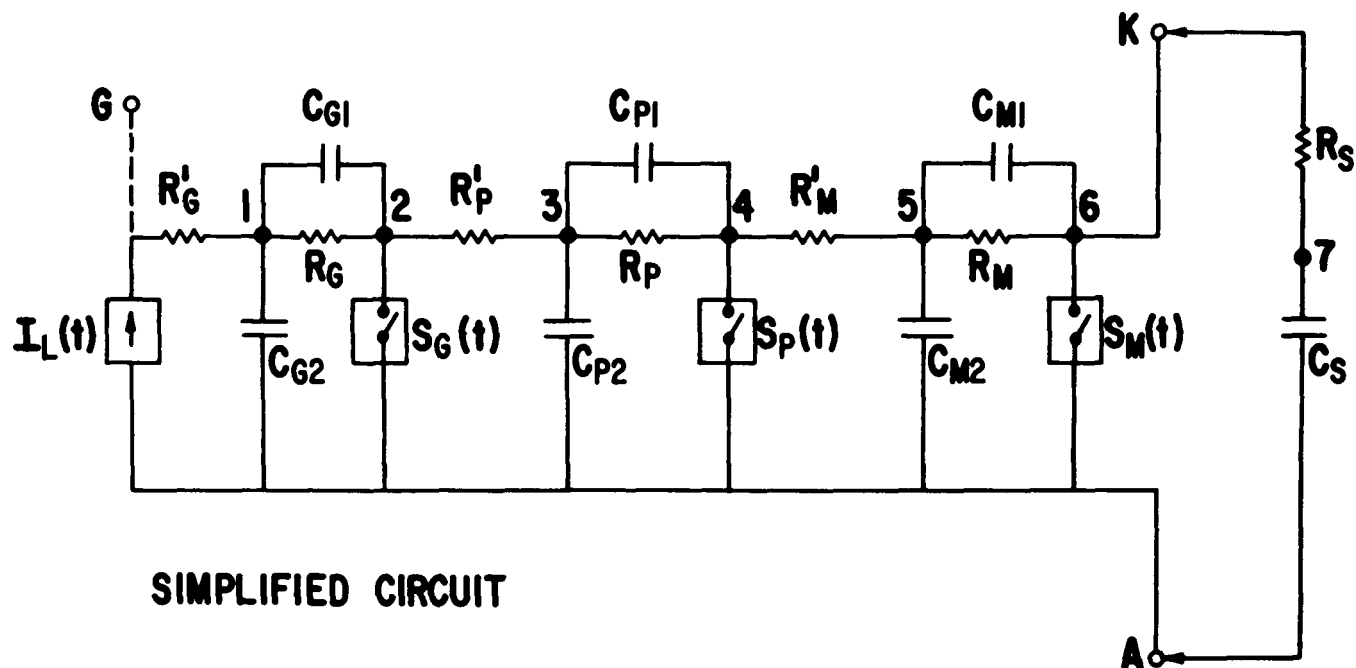 K
G
C_G1
C_P1
C_M1
R_S
R'_G
1
2
R'_P
3
4
R'_M
5
6
7
R_G
R_P
R_M
I_L(t)
C_G2
S_G(t)
C_P2
S_P(t)
C_M2
S_M(t)
C_S
SIMPLIFIED CIRCUIT
A